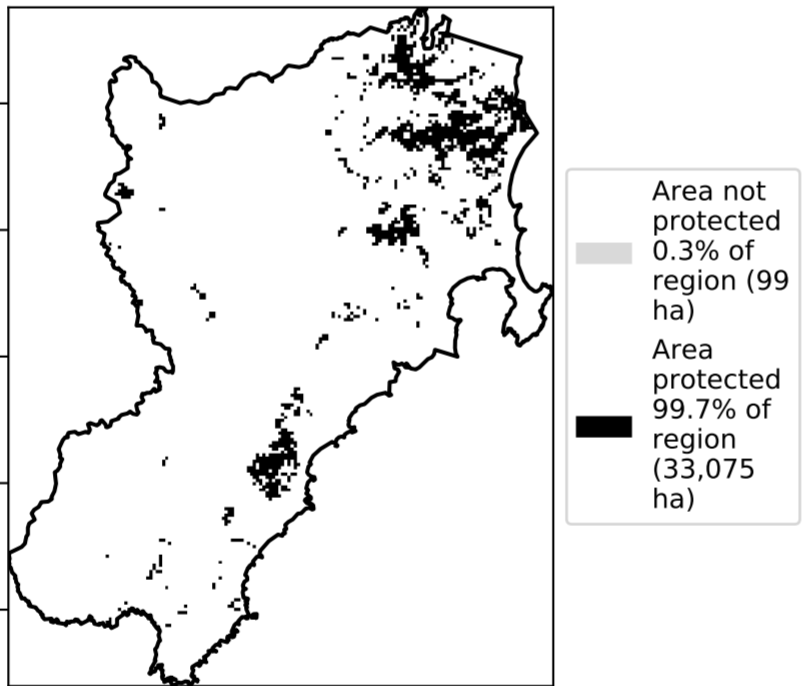 Area not
protected
0.3% of
region (99
ha)
Area
protected
99.7% of
region
(33,075
ha)